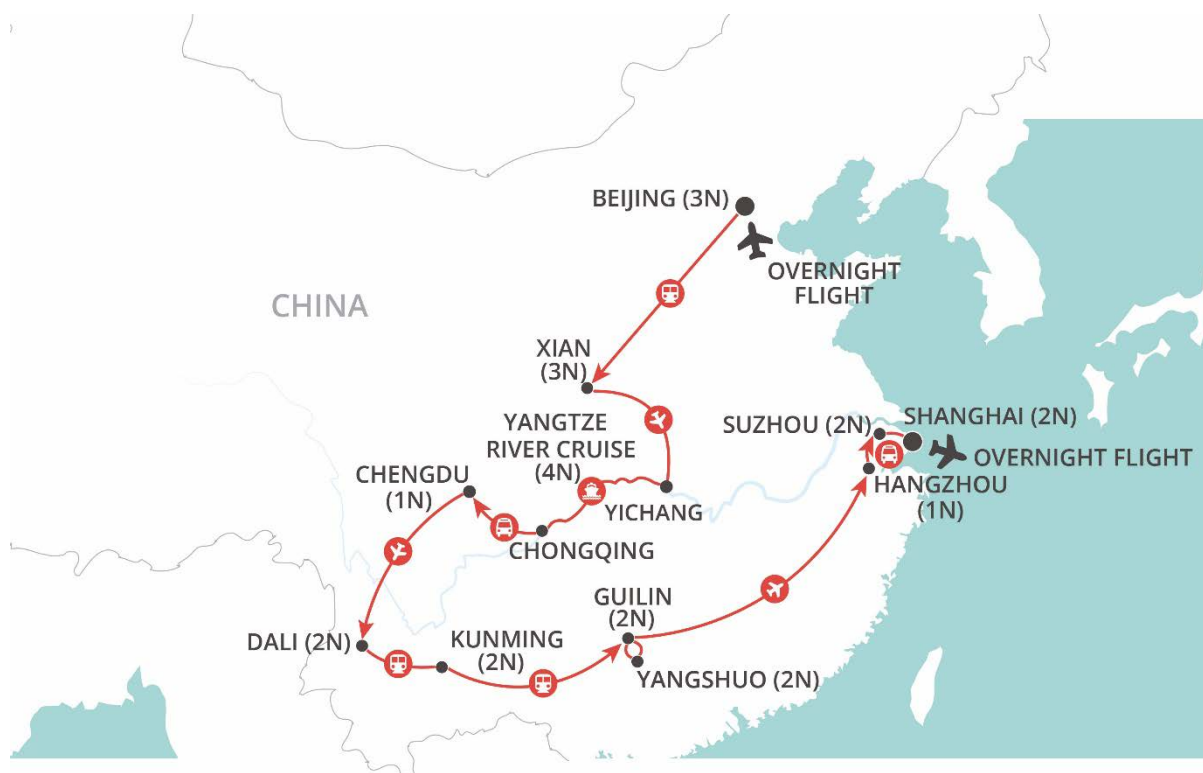 BEIJING (3N)
OVERNIGHT
FLIGHT
CHINA
XIAN
(3N)
YANGTZE
RIVER CRUISE
(4N)
SUZHOU (2N)
SHANGHAI (2N)
OVERNIGHT FLIGHT
CHENGDU
(1N)
HANGZHOU
(1N)
YICHANG
CHONGQING
GUILIN
(2N)
DALI (2N)
KUNMING
(2N)
YANGSHUO (2N)